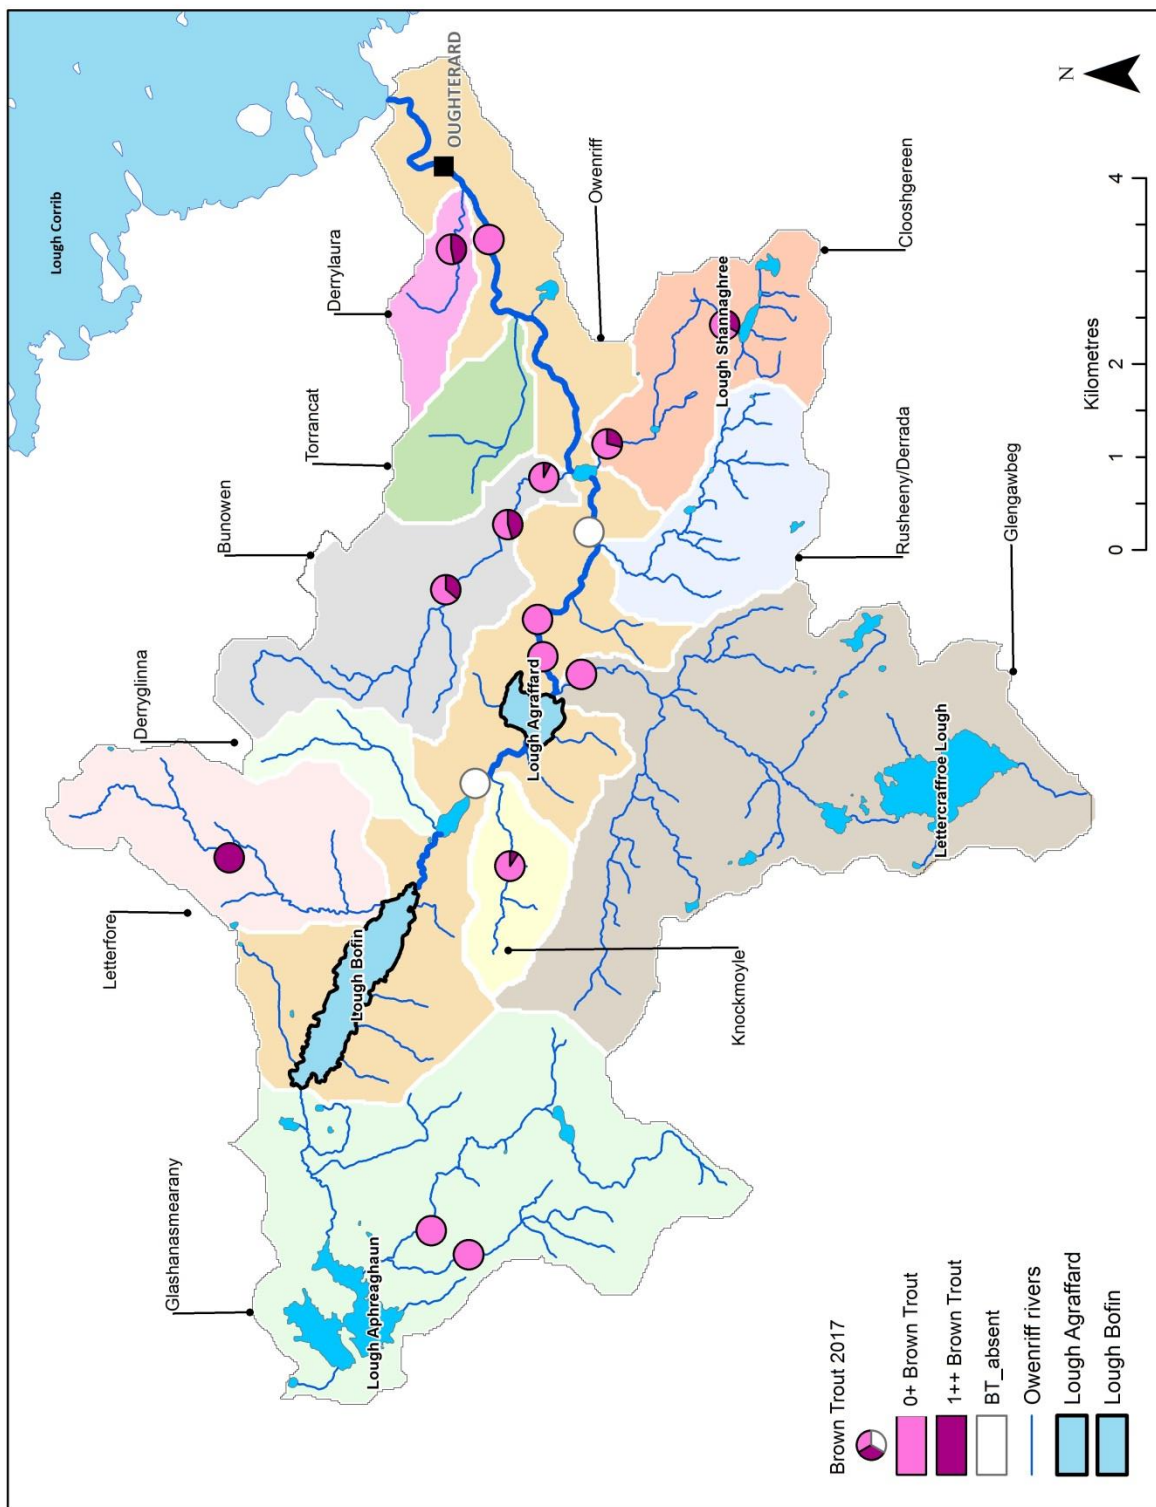 Lough Corrib
OUGHTERARD
Derrylaura
Torrancat
Bunowen
Derryglinna
Letterfore
Glashanasmearany
Owenriff
Clooshgereen
Lough Shannaghree
Rusheeny/Derrada
Glengawbeg
Lough Agraffard
Lettercraffroe Lough
Lough Bofin
Knockmoyle
Lough Aphreaghaun
N
Kilometres
0 1 2 4
Brown Trout 2017
0+ Brown Trout
1++ Brown Trout
BT_absent
Owenriff rivers
Lough Agraffard
Lough Bofin